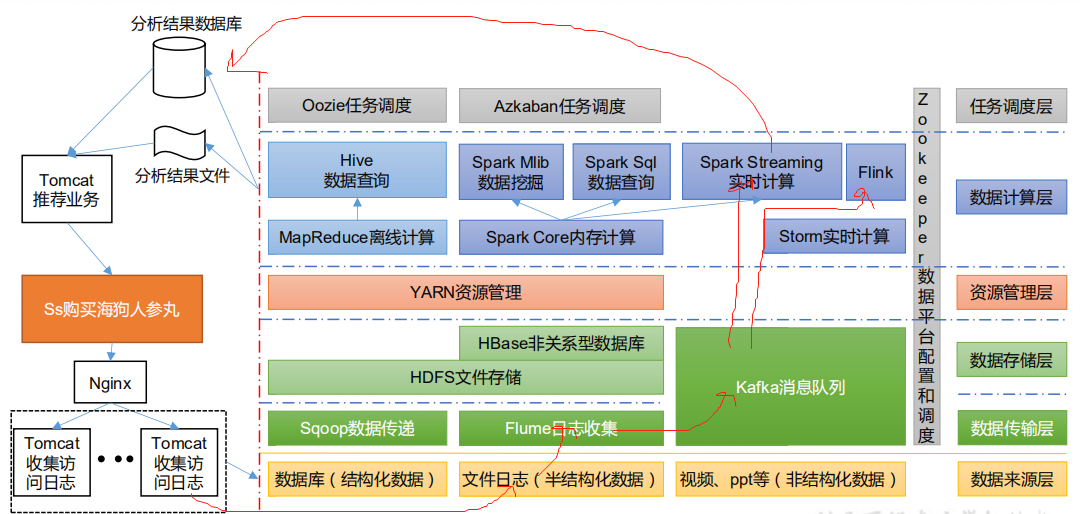 分析结果数据库
分析结果文件
Tomcat
推荐业务
Ss购买海狗人参丸
Nginx
Tomcat
收集访
问日志
Tomcat
收集访
问日志
Oozie任务调度
Azkaban任务调度
任务调度层
Hive
数据查询
Spark Mlib
数据挖掘
Spark Sql
数据查询
Spark Streaming
实时计算
Flink
数据计算层
MapReduce离线计算
Spark Core内存计算
Storm实时计算
YARN资源管理
资源管理层
HBase非关系型数据库
HDFS文件存储
Kafka消息队列
数据存储层
Sqoop数据传递
Flume日志收集
数据传输层
数据库（结构化数据）
文件日志（半结构化数据）
视频、ppt等（非结构化数据）
数据来源层
Zookeeper数据平台配置和调度